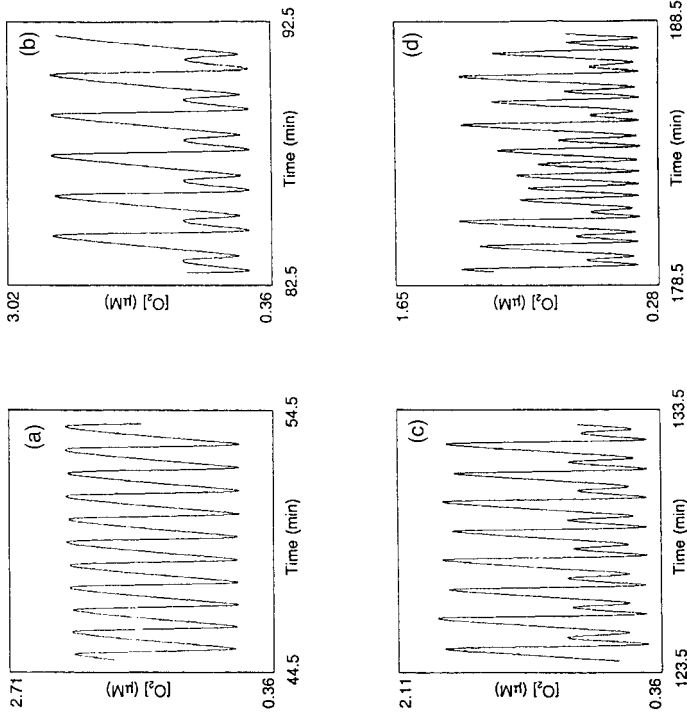 (a)
2.71
[O₂] (µM)
0.36
44.5
Time (min)
54.5
(b)
3.02
[O₂] (µM)
0.36
82.5
Time (min)
92.5
(c)
2.11
[O₂] (µM)
0.36
123.5
Time (min)
133.5
(d)
1.65
[O₂] (µM)
0.28
178.5
Time (min)
188.5